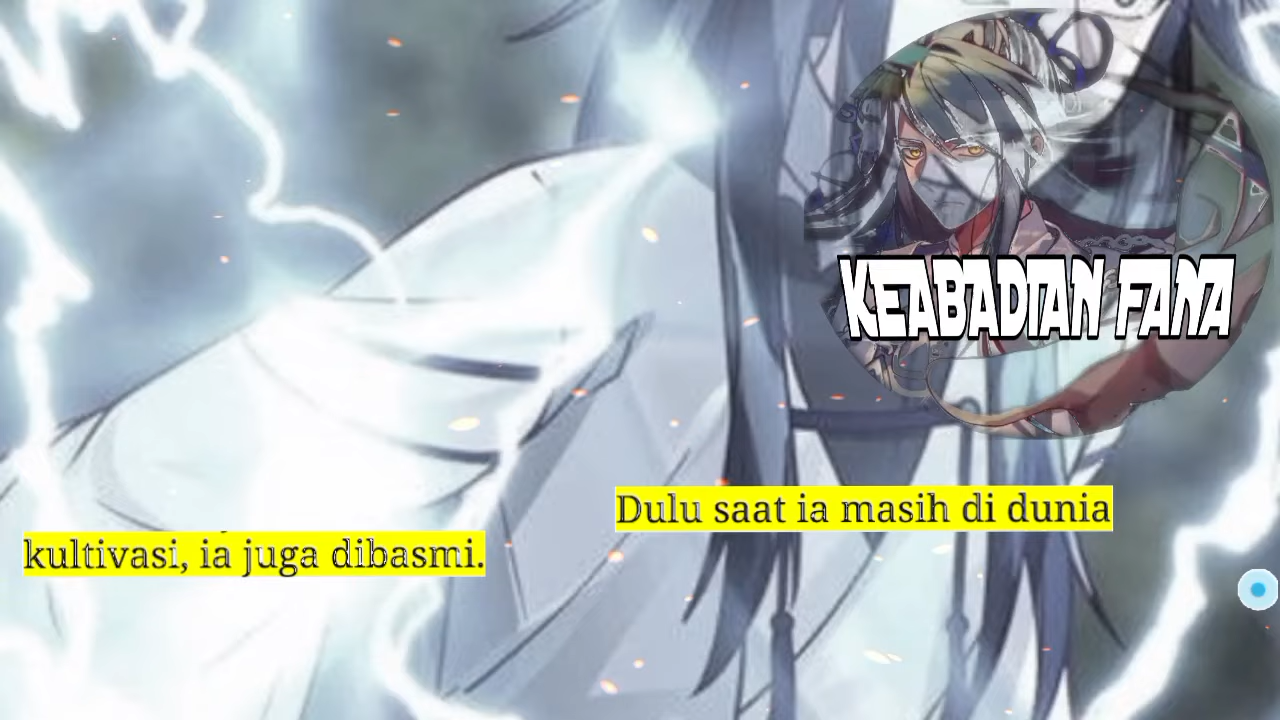 KEABADIAN FANA
Dulu saat ia masih di dunia
kultivasi, ia juga dibasmi.